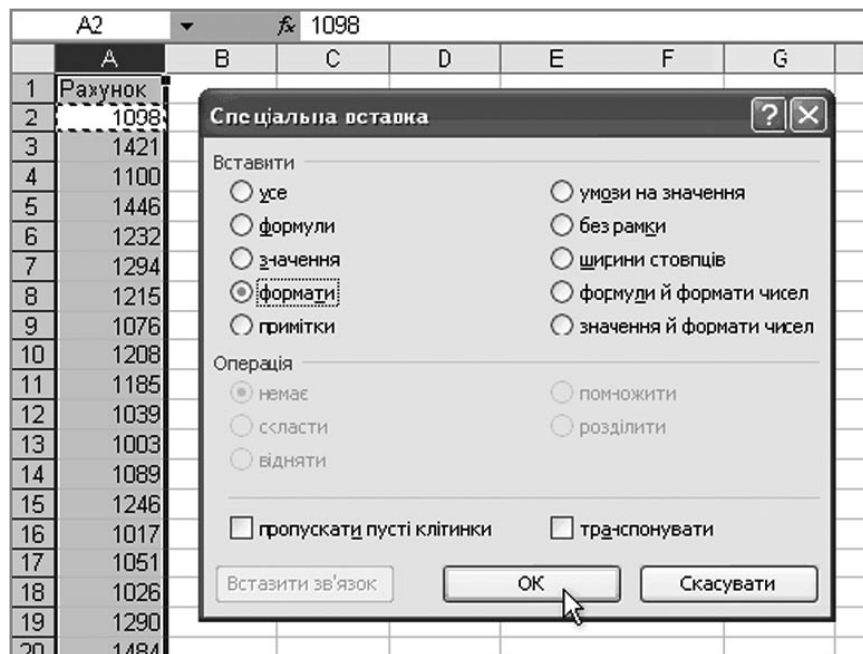 A2 fx 1098
A B C D E F G
1 Рахунок
2 1098
3 1421
4 1100
5 1446
6 1232
7 1294
8 1215
9 1076
10 1208
11 1185
12 1039
13 1003
14 1089
15 1246
16 1017
17 1051
18 1026
19 1290
20 1484
Спеціальна вставка
Вставити
усе умови на значення
формули без рамки
значення ширини стовпців
формати формули й формати чисел
примітки значення й формати чисел
Операція
немає помножити
скласти розділити
відняти
пропускати пусті клітинки транспонувати
Вставити зв'язок ОК Скасувати